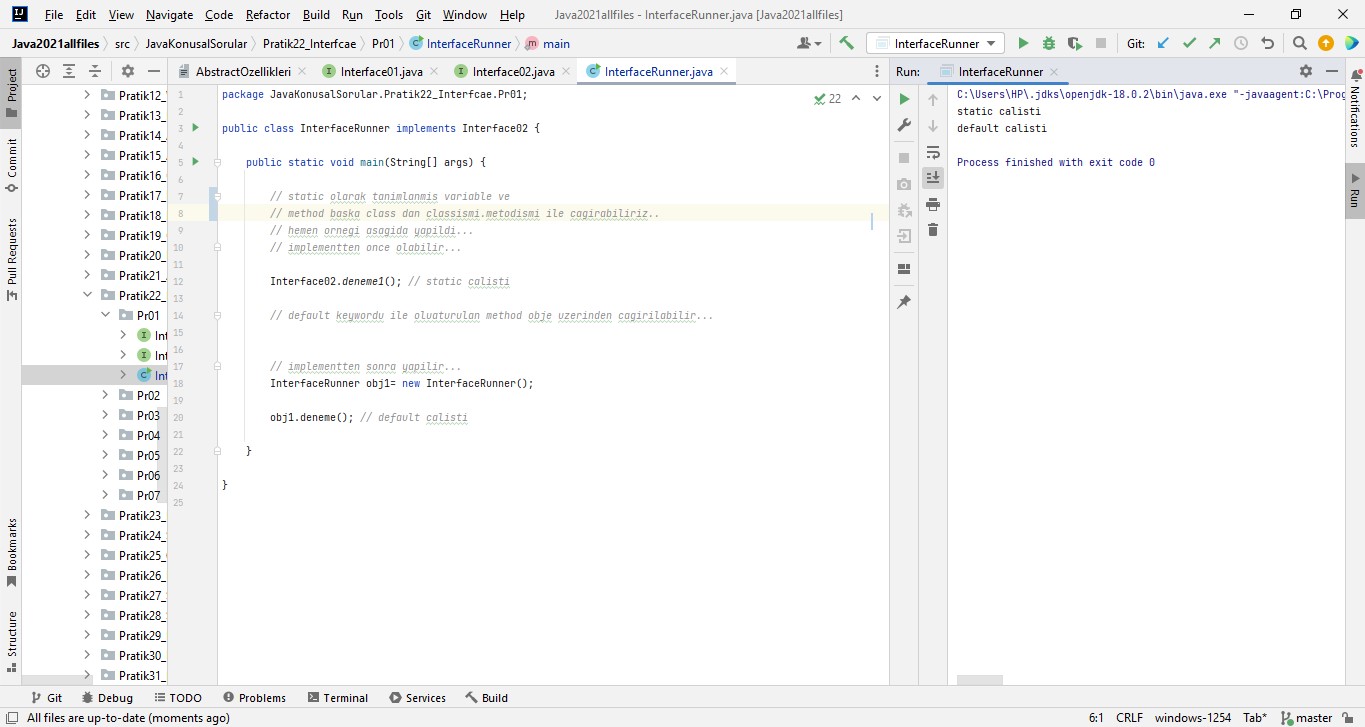 File Edit View Navigate Code Refactor Build Run Tools Git Window Help Java2021allfiles - InterfaceRunner.java [Java2021allfiles]
Java2021allfiles src JavaKonusalSorular Pratik22_Interfcae Pr01 InterfaceRunner main InterfaceRunner Git:
AbstractOzellikleri Interface01.java Interface02.java InterfaceRunner.java
Run: InterfaceRunner
Project
Commit
Pull Requests
Bookmarks
Structure
Pratik12_
Pratik13_
Pratik14_
Pratik15_
Pratik16_
Pratik17_
Pratik18_
Pratik19_
Pratik20_
Pratik21_
Pratik22_
Pr01
Int
Int
Int
Pr02
Pr03
Pr04
Pr05
Pr06
Pr07
Pratik23_
Pratik24_
Pratik25_
Pratik26_
Pratik27_
Pratik28_
Pratik29_
Pratik30_
Pratik31_
22
1 package JavaKonusalSorular.Pratik22_Interfcae.Pr01;
2
3 public class InterfaceRunner implements Interface02 {
4
5 public static void main(String[] args) {
6
7 // static olarak tanimlanmis variable ve
8 // method baska class dan classismi.metodismi ile cagirabiliriz..
9 // hemen ornegi asagida yapildi...
10 // implementten once olabilir...
11
12 Interface02.deneme1(); // static calisti
13
14 // default keywordu ile oluaturulan method obje uzerinden cagirilabilir...
15
16
17 // implementten sonra yapilir...
18 InterfaceRunner obj1= new InterfaceRunner();
19
20 obj1.deneme(); // default calisti
21
22 }
23
24 }
25
C:\Users\HP\.jdks\openjdk-18.0.2\bin\java.exe "-javaagent:C:\Prog
static calisti
default calisti
Process finished with exit code 0
Notifications
Run
Git Debug TODO Problems Terminal Services Build
All files are up-to-date (moments ago) 6:1 CRLF windows-1254 Tab* master